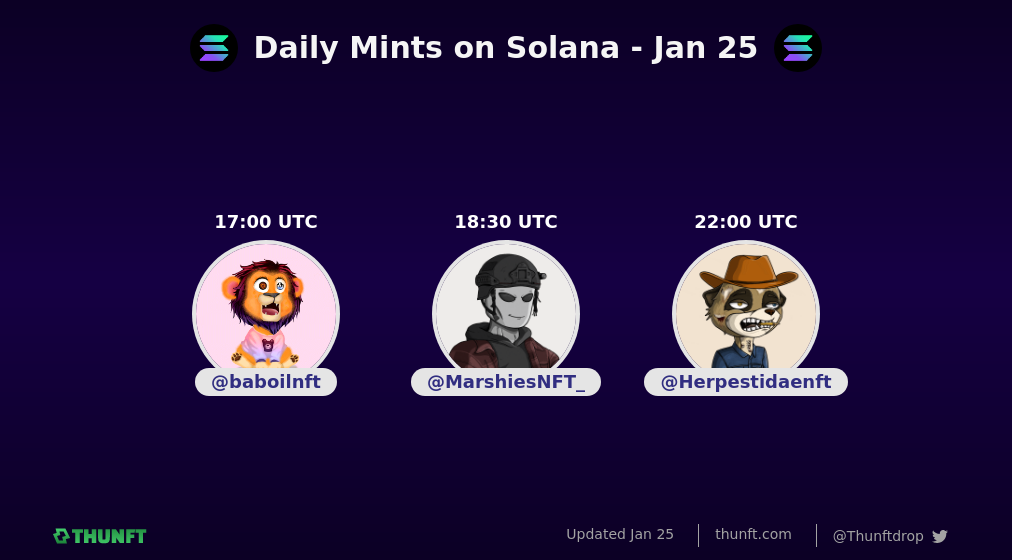 Daily Mints on Solana - Jan 25
17:00 UTC
18:30 UTC
22:00 UTC
@baboilnft
@MarshiesNFT_
@Herpestidaenft
THUNFT
Updated Jan 25
thunft.com
@Thunftdrop